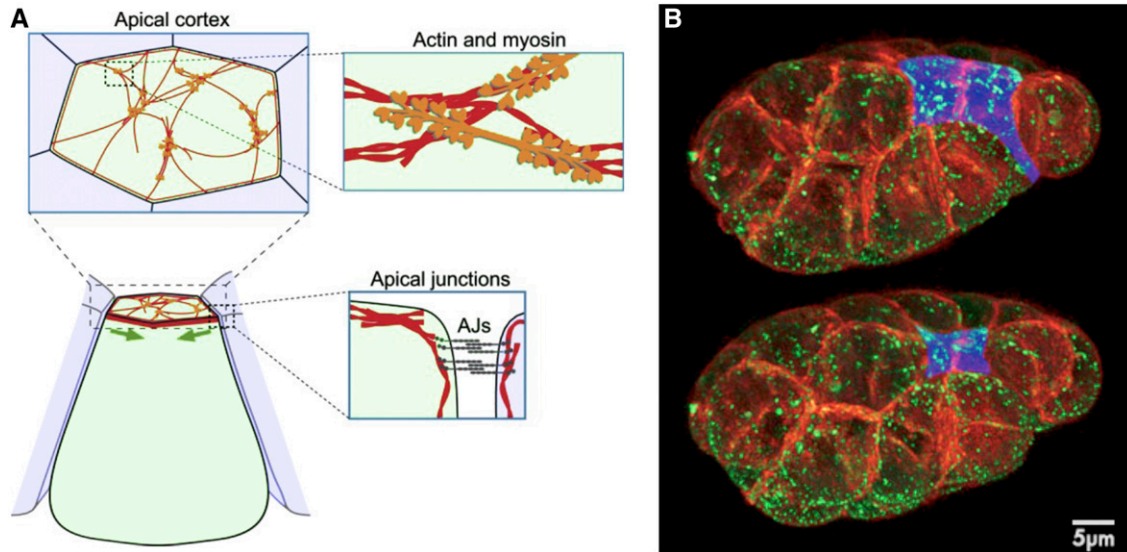 A
Apical cortex
Actin and myosin
Apical junctions
AJs
B
5µm